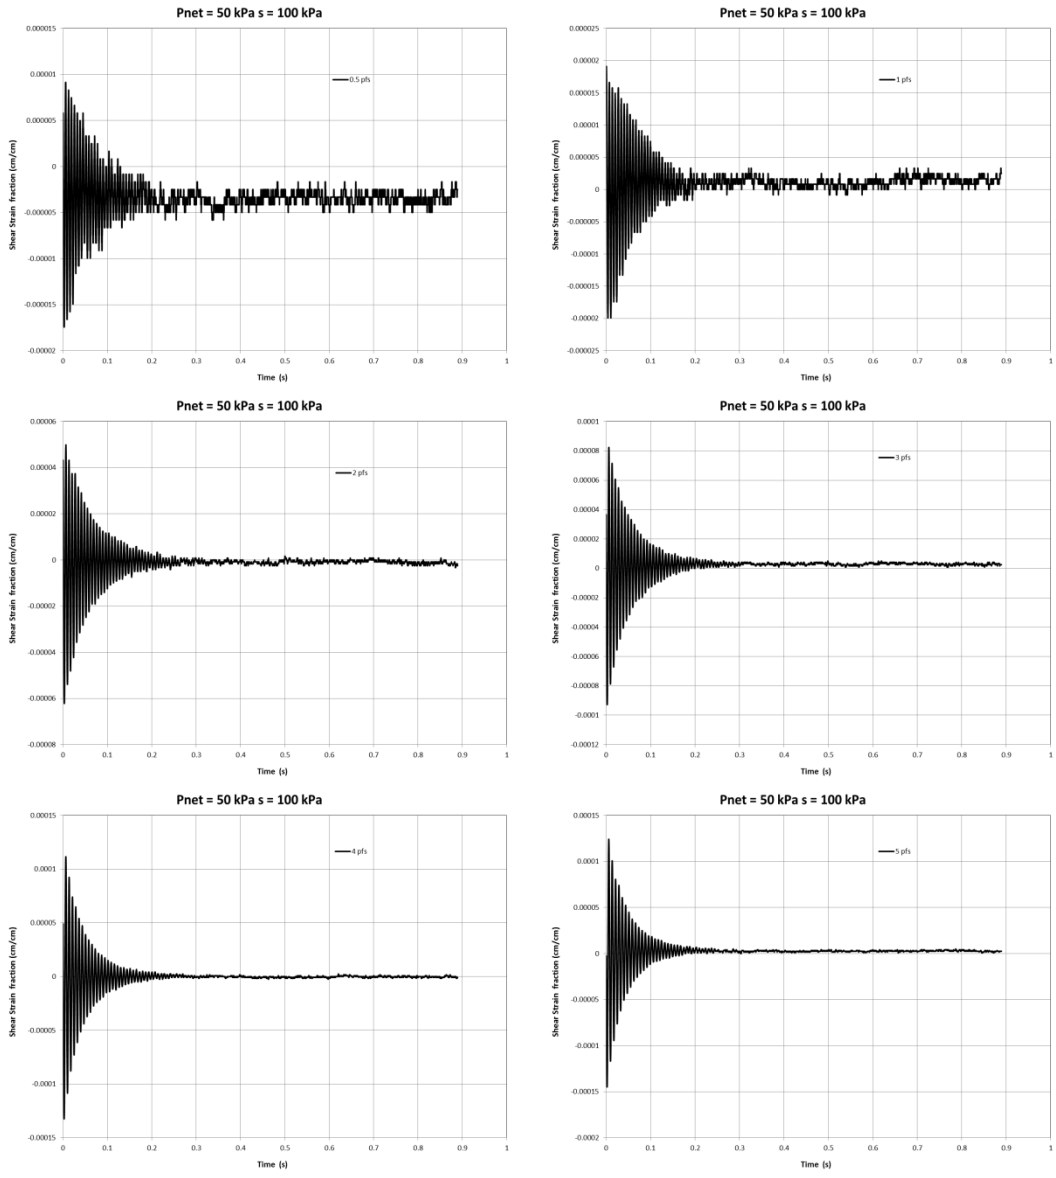 Pnet = 50 kPa s = 100 kPa
0.000015
0.00001
0.000005
0
-0.000005
-0.00001
-0.000015
-0.00002
Shear Strain fraction (cm/cm)
0.5 pfs
0 0.1 0.2 0.3 0.4 0.5 0.6 0.7 0.8 0.9 1
Time (s)
Pnet = 50 kPa s = 100 kPa
0.000025
0.00002
0.000015
0.00001
0.000005
0
-0.000005
-0.00001
-0.000015
-0.00002
-0.000025
Shear Strain fraction (cm/cm)
1 pfs
0 0.1 0.2 0.3 0.4 0.5 0.6 0.7 0.8 0.9 1
Time (s)
Pnet = 50 kPa s = 100 kPa
0.00006
0.00004
0.00002
0
-0.00002
-0.00004
-0.00006
-0.00008
Shear Strain fraction (cm/cm)
2 pfs
0 0.1 0.2 0.3 0.4 0.5 0.6 0.7 0.8 0.9 1
Time (s)
Pnet = 50 kPa s = 100 kPa
0.0001
0.00008
0.00006
0.00004
0.00002
0
-0.00002
-0.00004
-0.00006
-0.00008
-0.0001
-0.00012
Shear Strain fraction (cm/cm)
3 pfs
0 0.1 0.2 0.3 0.4 0.5 0.6 0.7 0.8 0.9 1
Time (s)
Pnet = 50 kPa s = 100 kPa
0.00015
0.0001
0.00005
0
-0.00005
-0.0001
-0.00015
Shear Strain fraction (cm/cm)
4 pfs
0 0.1 0.2 0.3 0.4 0.5 0.6 0.7 0.8 0.9 1
Time (s)
Pnet = 50 kPa s = 100 kPa
0.00015
0.0001
0.00005
0
-0.00005
-0.0001
-0.00015
-0.0002
Shear Strain fraction (cm/cm)
5 pfs
0 0.1 0.2 0.3 0.4 0.5 0.6 0.7 0.8 0.9 1
Time (s)